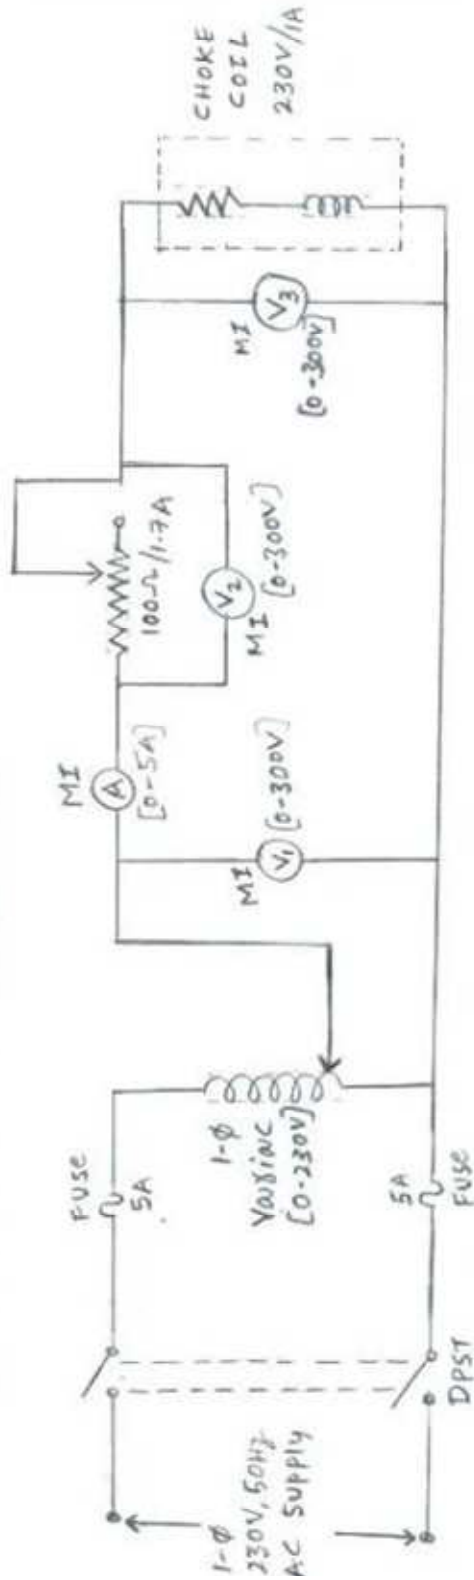 1-Φ
230V, 50Hz
AC Supply
DPST
FUSE
5A
5A
FUSE
1-Φ
Variac
[0-230V]
MI
V1
[0-300V]
MI
A
[0-5A]
100Ω/1.7A
V2
MI
[0-300V]
MI
V3
[0-300V]
CHOKE
COIL
230V/1A